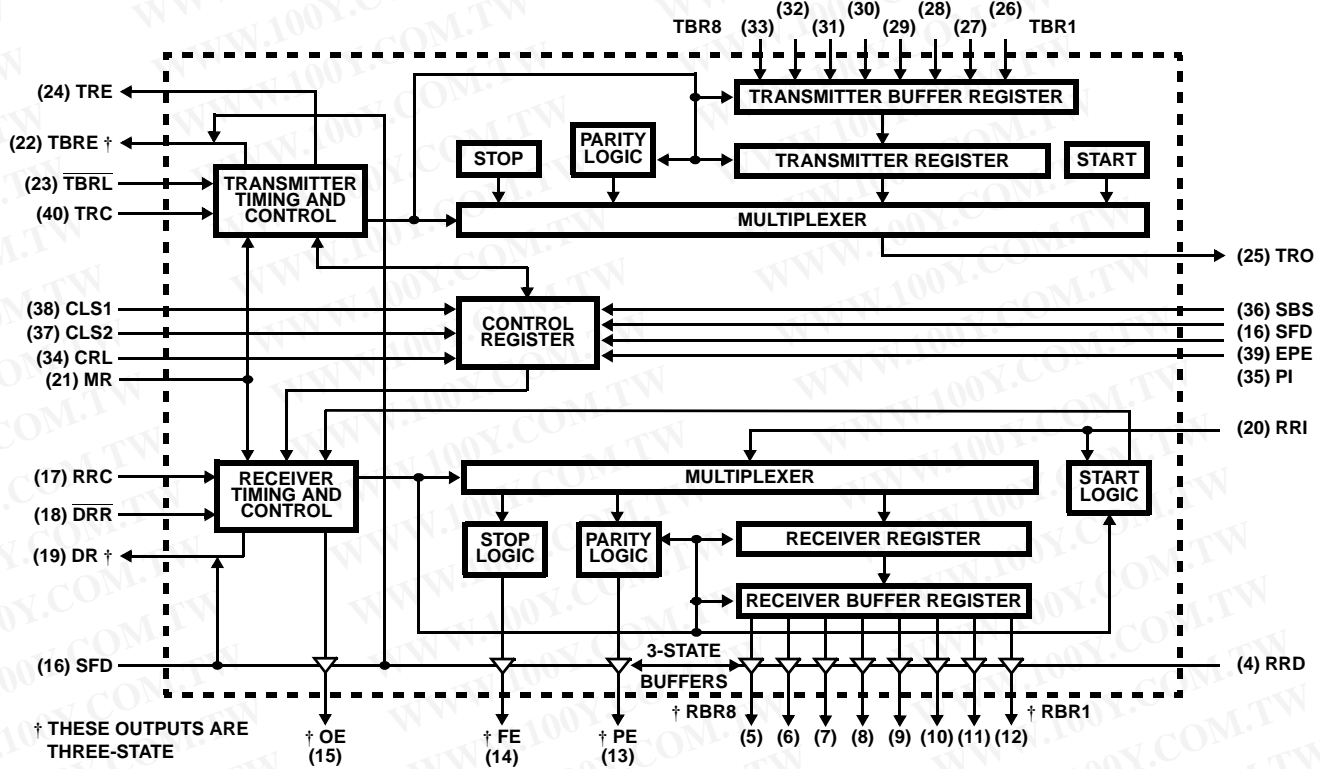 TBR8 (33) (32) (31) (30) (29) (28) (27) (26) TBR1
(24) TRE
TRANSMITTER BUFFER REGISTER
(22) TBRE †
STOP
PARITY
LOGIC
TRANSMITTER REGISTER
START
(23) TBRL
(40) TRC
TRANSMITTER
TIMING AND
CONTROL
MULTIPLEXER
(25) TRO
(38) CLS1
(37) CLS2
(34) CRL
(21) MR
CONTROL
REGISTER
(36) SBS
(16) SFD
(39) EPE
(35) PI
(20) RRI
(17) RRC
(18) DRR
(19) DR †
RECEIVER
TIMING AND
CONTROL
MULTIPLEXER
START
LOGIC
STOP
LOGIC
PARITY
LOGIC
RECEIVER REGISTER
RECEIVER BUFFER REGISTER
(16) SFD
3-STATE
BUFFERS
(4) RRD
† THESE OUTPUTS ARE
THREE-STATE
† OE
(15)
† FE
(14)
† PE
(13)
† RBR8
† RBR1
(5) (6) (7) (8) (9) (10) (11) (12)
WWW.100Y.COM.TW